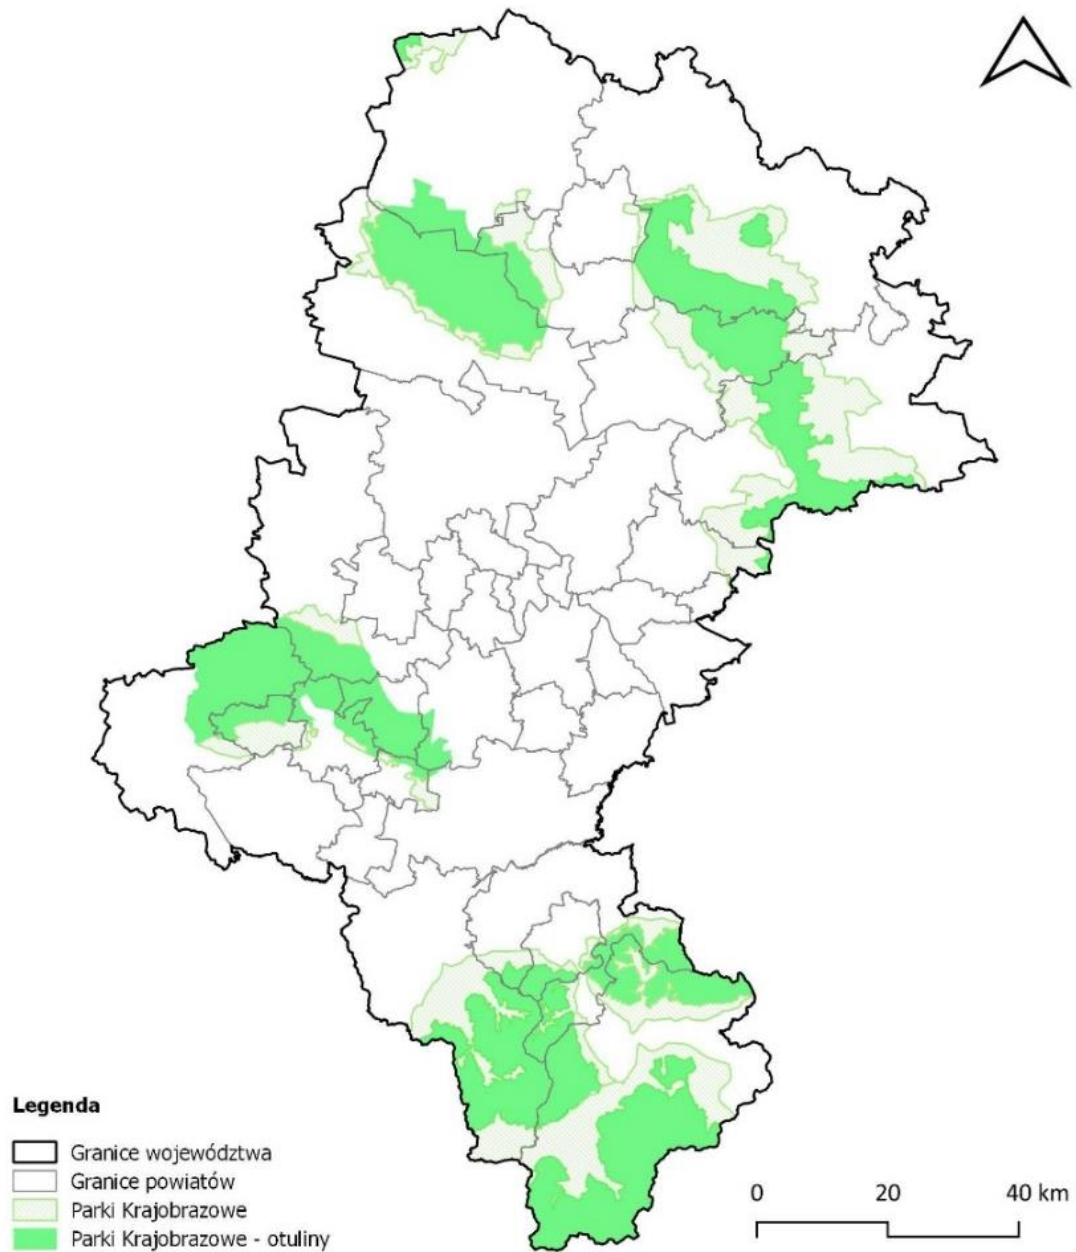 Legenda
Granice województwa
Granice powiatów
Parki Krajobrazowe
Parki Krajobrazowe - otuliny
0 20 40 km